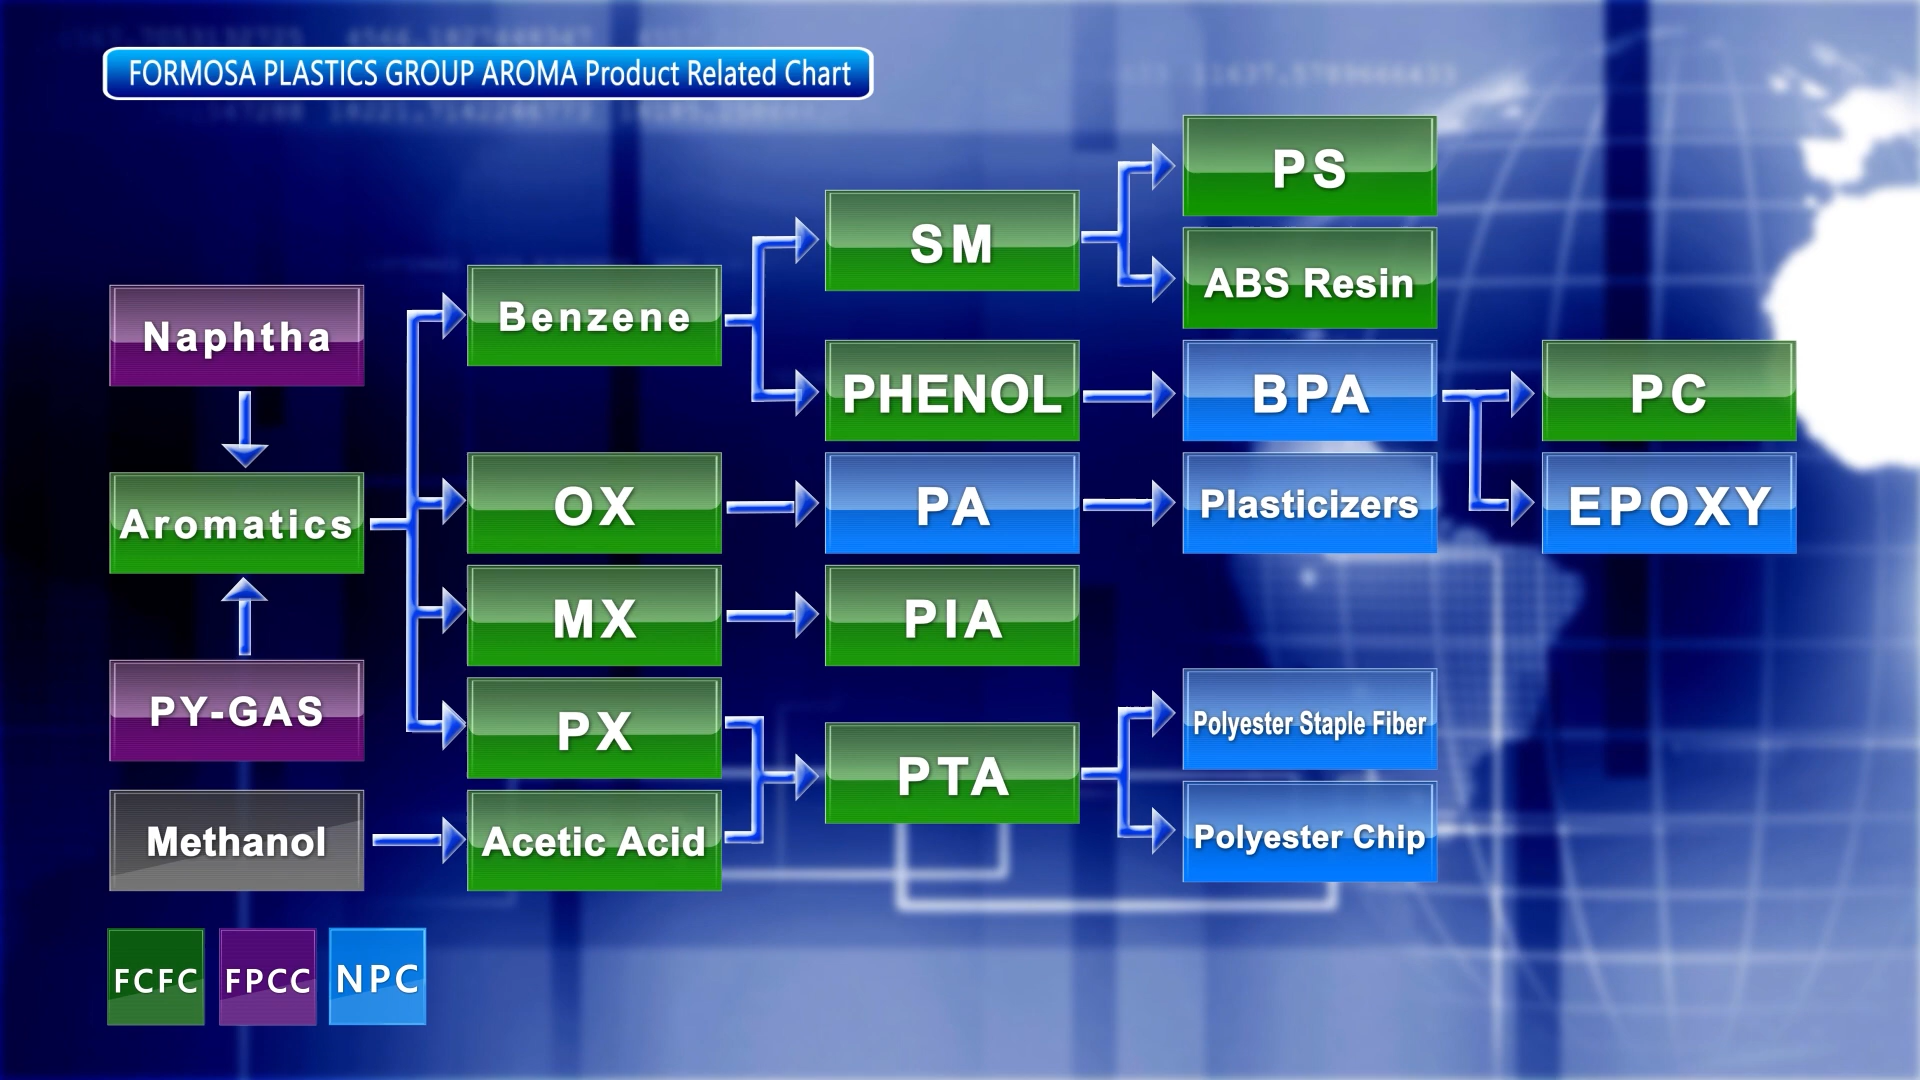 FORMOSA PLASTICS GROUP AROMA Product Related Chart
PS
SM
ABS Resin
Benzene
Naphtha
PHENOL
BPA
PC
Aromatics
OX
PA
Plasticizers
EPOXY
MX
PIA
PY-GAS
PX
PTA
Polyester Staple Fiber
Methanol
Acetic Acid
Polyester Chip
FCFC
FPCC
NPC